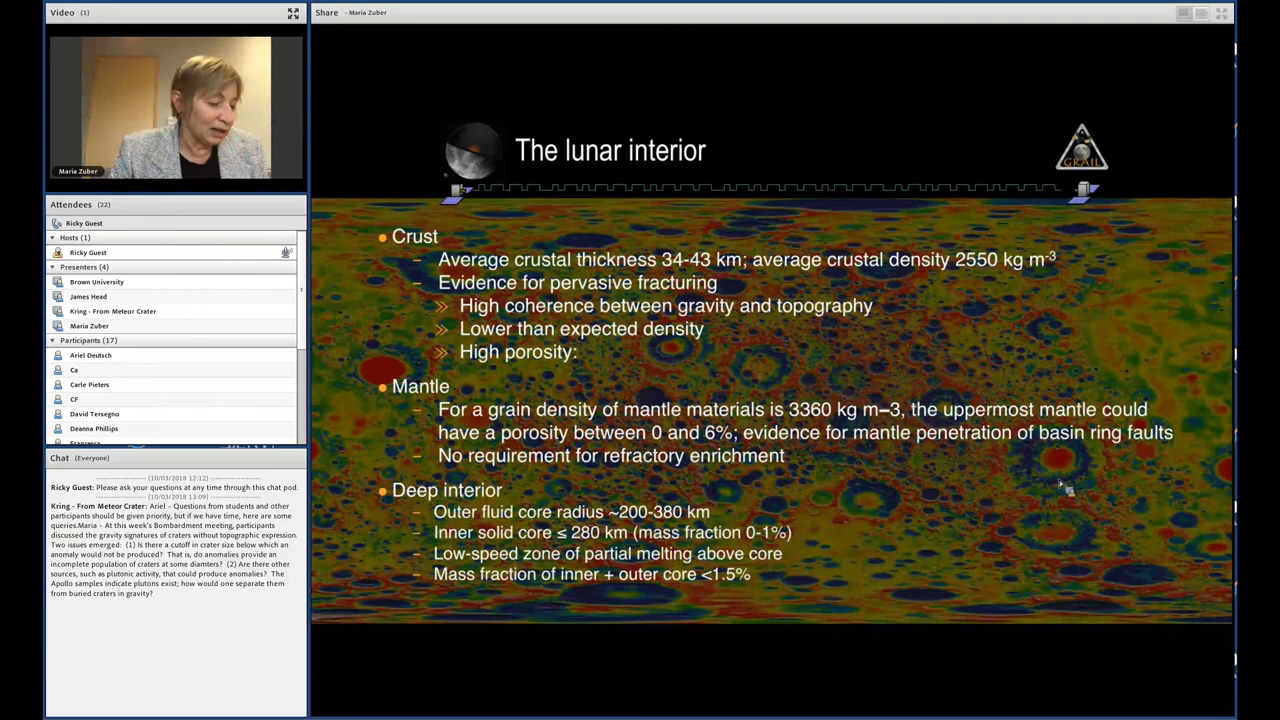 Video (1)
Maria Zuber
Attendees (22)
Ricky Guest
Hosts (1)
Ricky Guest
Presenters (4)
Brown University
James Head
Kring - From Meteor Crater
Maria Zuber
Participants (17)
Ariel Deutsch
Ca
Carle Pieters
CF
David Tersegno
Deanna Phillips
Francesca
Chat (Everyone)
------------------- (10/03/2018 12:12) -------------------
Ricky Guest: Please ask your questions at any time through this chat pod.
------------------- (10/03/2018 13:09) -------------------
Kring - From Meteor Crater: Ariel - Questions from students and other
participants should be given priority, but if we have time, here are some
queries.Maria - At this week's Bombardment meeting, participants
discussed the gravity signatures of craters without topographic expression.
Two issues emerged: (1) Is there a cutoff in crater size below which an
anomaly would not be produced? That is, do anomalies provide an
incomplete population of craters at some diamters? (2) Are there other
sources, such as plutonic activity, that could produce anomalies? The
Apollo samples indicate plutons exist; how would one separate them
from buried craters in gravity?
Share - Maria Zuber
The lunar interior
GRAIL
• Crust
– Average crustal thickness 34-43 km; average crustal density 2550 kg m-3
– Evidence for pervasive fracturing
» High coherence between gravity and topography
» Lower than expected density
» High porosity:
• Mantle
– For a grain density of mantle materials is 3360 kg m–3, the uppermost mantle could
have a porosity between 0 and 6%; evidence for mantle penetration of basin ring faults
– No requirement for refractory enrichment
• Deep interior
– Outer fluid core radius ~200-380 km
– Inner solid core ≤ 280 km (mass fraction 0-1%)
– Low-speed zone of partial melting above core
– Mass fraction of inner + outer core <1.5%